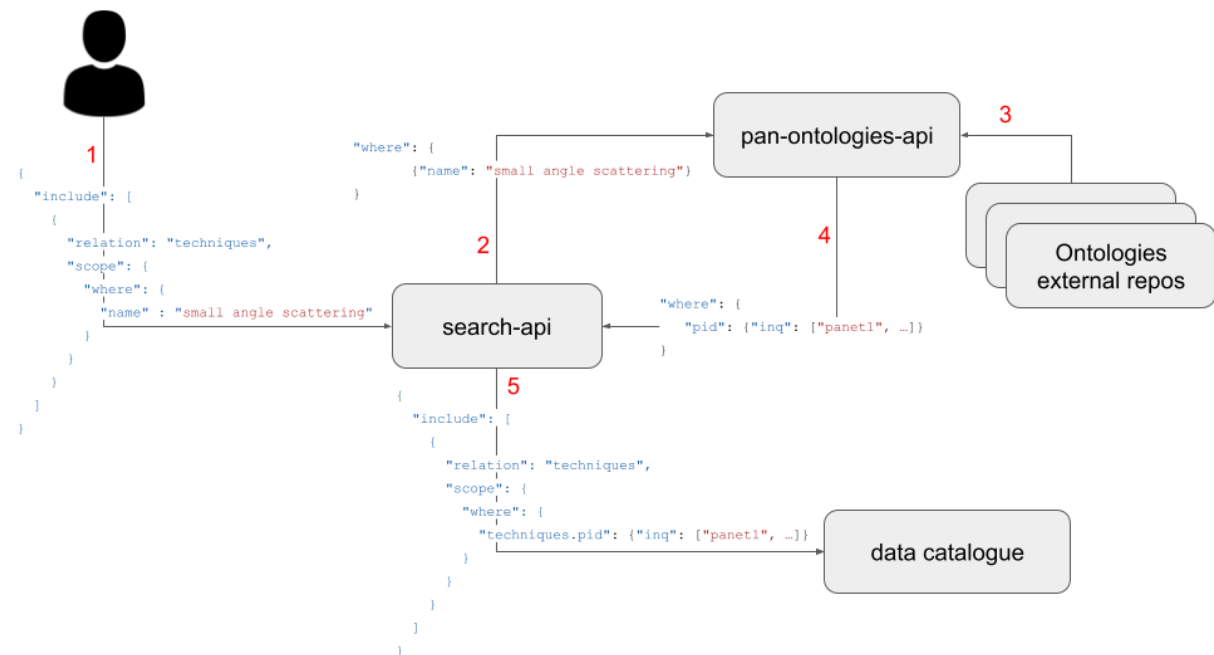 1
{
"include": [
{
"relation": "techniques",
"scope": {
"where": {
"name" : "small angle scattering"
}
}
}
]
}
"where": {
{"name": "small angle scattering"}
}
2
search-api
pan-ontologies-api
3
Ontologies
external repos
4
"where": {
"pid": {"inq": ["panet1", …]}
}
5
{
"include": [
{
"relation": "techniques",
"scope": {
"where": {
"techniques.pid": {"inq": ["panet1", …]}
}
}
}
]
}
data catalogue